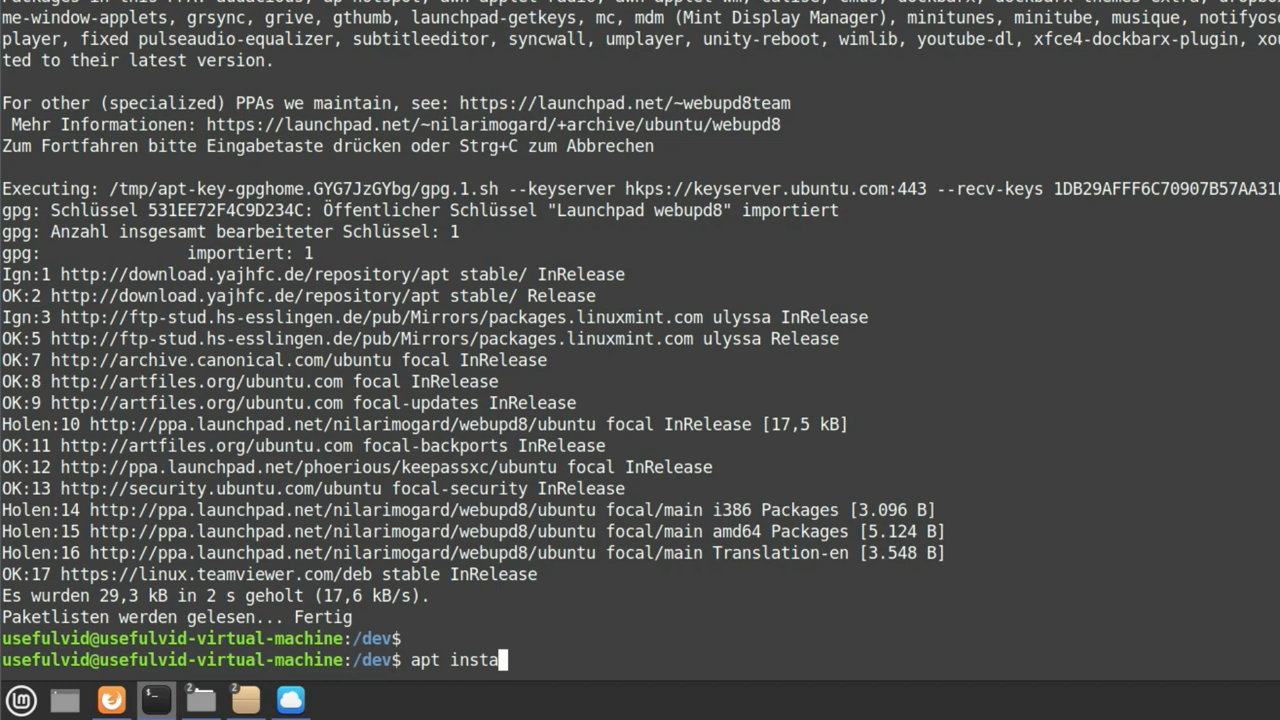 me-window-applets, grsync, grive, gthumb, launchpad-getkeys, mc, mdm (Mint Display Manager), minitunes, minitube, musique, notifyos
player, fixed pulseaudio-equalizer, subtitleeditor, syncwall, umplayer, unity-reboot, wimlib, youtube-dl, xfce4-dockbarx-plugin, xo
ted to their latest version.
For other (specialized) PPAs we maintain, see: https://launchpad.net/~webupd8team
Mehr Informationen: https://launchpad.net/~nilarimogard/+archive/ubuntu/webupd8
Zum Fortfahren bitte Eingabetaste drücken oder Strg+C zum Abbrechen
Executing: /tmp/apt-key-gpghome.GYG7JzGYbg/gpg.1.sh --keyserver hkps://keyserver.ubuntu.com:443 --recv-keys 1DB29AFFF6C70907B57AA31
gpg: Schlüssel 531EE72F4C9D234C: Öffentlicher Schlüssel "Launchpad webupd8" importiert
gpg: Anzahl insgesamt bearbeiteter Schlüssel: 1
gpg: importiert: 1
Ign:1 http://download.yajhfc.de/repository/apt stable/ InRelease
OK:2 http://download.yajhfc.de/repository/apt stable/ Release
Ign:3 http://ftp-stud.hs-esslingen.de/pub/Mirrors/packages.linuxmint.com ulyssa InRelease
OK:5 http://ftp-stud.hs-esslingen.de/pub/Mirrors/packages.linuxmint.com ulyssa Release
OK:7 http://archive.canonical.com/ubuntu focal InRelease
OK:8 http://artfiles.org/ubuntu.com focal InRelease
OK:9 http://artfiles.org/ubuntu.com focal-updates InRelease
Holen:10 http://ppa.launchpad.net/nilarimogard/webupd8/ubuntu focal InRelease [17,5 kB]
OK:11 http://artfiles.org/ubuntu.com focal-backports InRelease
OK:12 http://ppa.launchpad.net/phoerious/keepassxc/ubuntu focal InRelease
OK:13 http://security.ubuntu.com/ubuntu focal-security InRelease
Holen:14 http://ppa.launchpad.net/nilarimogard/webupd8/ubuntu focal/main i386 Packages [3.096 B]
Holen:15 http://ppa.launchpad.net/nilarimogard/webupd8/ubuntu focal/main amd64 Packages [5.124 B]
Holen:16 http://ppa.launchpad.net/nilarimogard/webupd8/ubuntu focal/main Translation-en [3.548 B]
OK:17 https://linux.teamviewer.com/deb stable InRelease
Es wurden 29,3 kB in 2 s geholt (17,6 kB/s).
Paketlisten werden gelesen... Fertig
usefulvid@usefulvid-virtual-machine:/dev$
usefulvid@usefulvid-virtual-machine:/dev$ apt insta
2
2